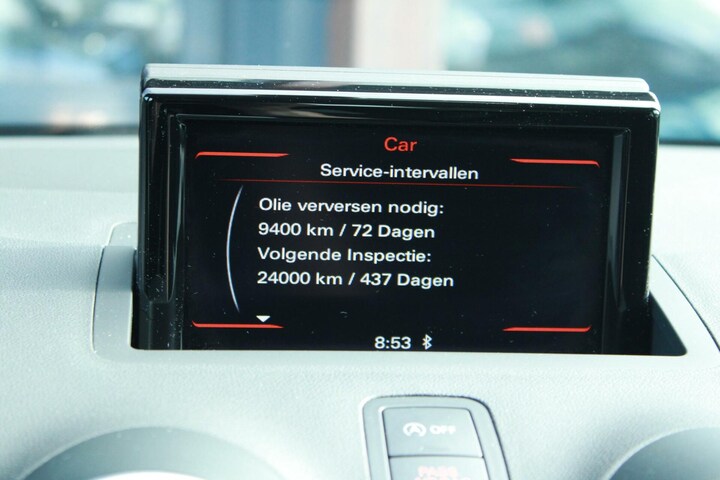 Car
Service-intervallen
Olie verversen nodig:
9400 km / 72 Dagen
Volgende Inspectie:
24000 km / 437 Dagen
8:53
OFF
PASS